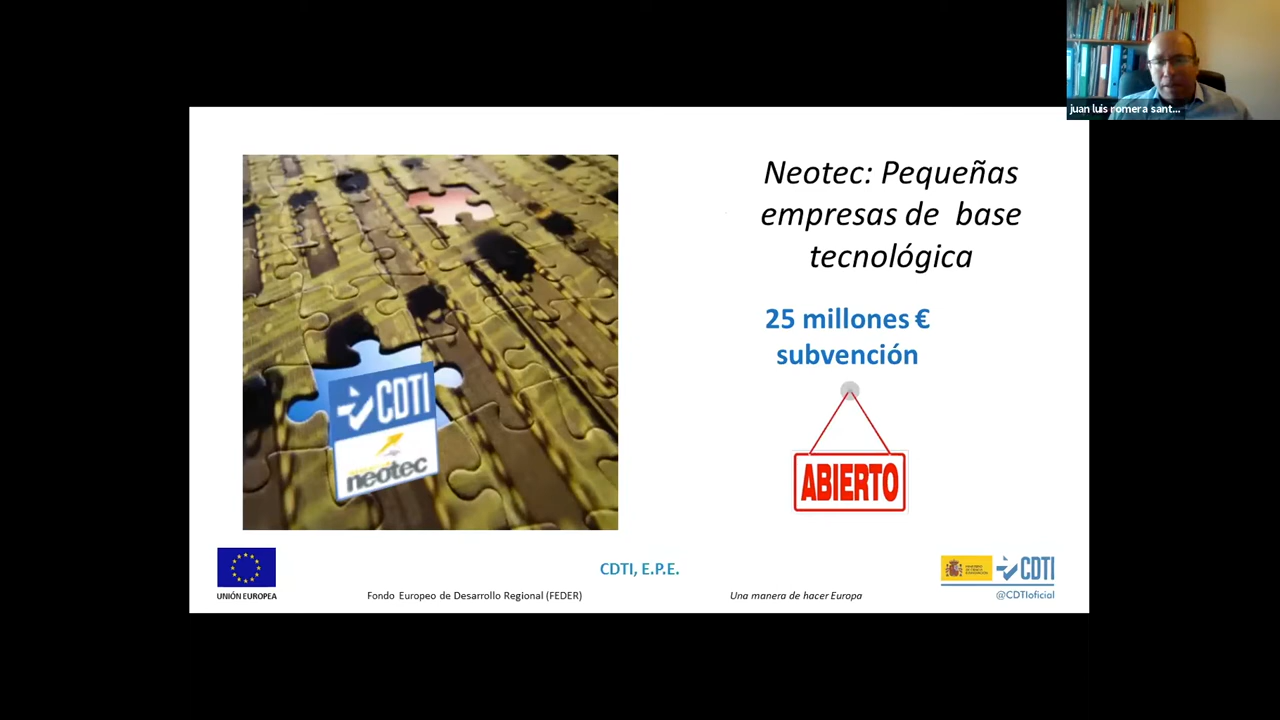 juan luis romera sant...
Neotec: Pequeñas
empresas de base
tecnológica
25 millones €
subvención
ABIERTO
CDTI
neotec
UNIÓN EUROPEA
Fondo Europeo de Desarrollo Regional (FEDER)
CDTI, E.P.E.
Una manera de hacer Europa
CDTI
@CDTIoficial